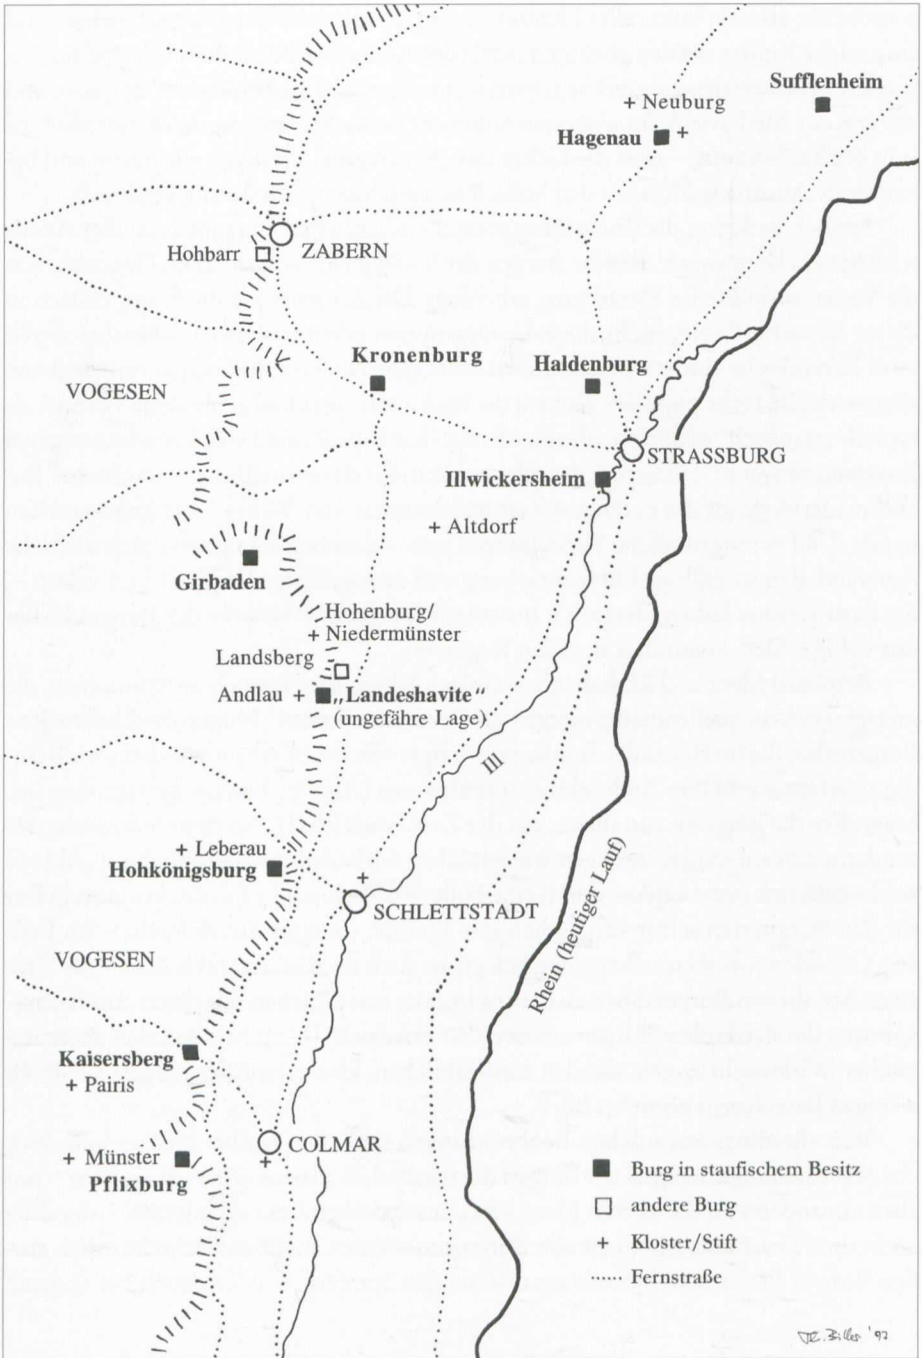 Sufflenheim
+ Neuburg
Hagenau
+
Hohbarr
ZABERN
Kronenburg
Haldenburg
VOGESEN
STRASSBURG
Illwickersheim
+ Altdorf
Girbaden
Hohenburg/
+ Niedermünster
Landsberg
Andlau +
„Landeshavite“
(ungefähre Lage)
Ill
+ Leberau
Hohkönigsburg
+
SCHLETTSTADT
Rhein (heutiger Lauf)
VOGESEN
Kaisersberg
+ Pairis
COLMAR
+
+ Münster
Pflixburg
Burg in staufischem Besitz
andere Burg
+ Kloster/Stift
Fernstraße